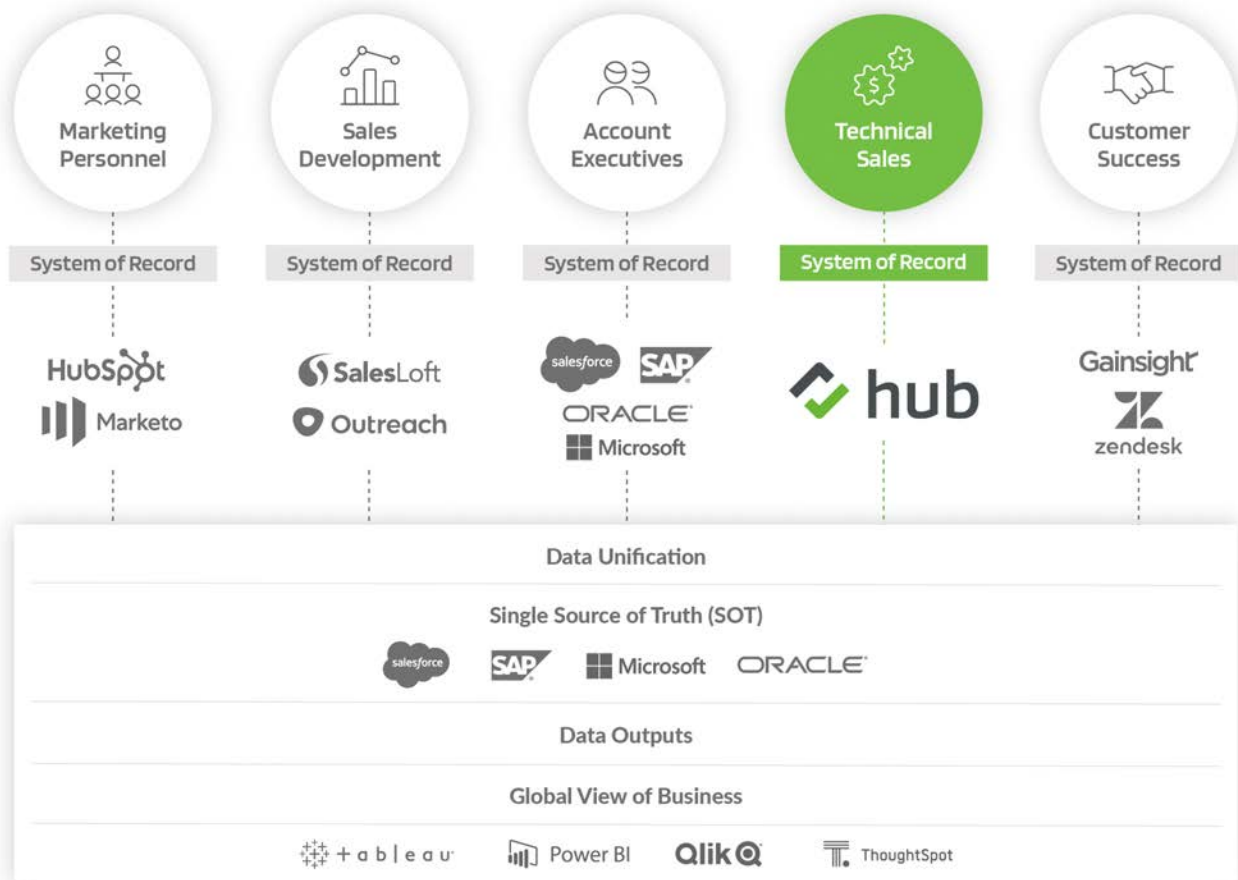 Marketing
Personnel
Sales
Development
Account
Executives
$
Technical
Sales
Customer
Success
System of Record
System of Record
System of Record
System of Record
System of Record
HubSpot
Marketo
SalesLoft
Outreach
salesforce
SAP
ORACLE
Microsoft
hub
Gainsight
zendesk
Data Unification
Single Source of Truth (SOT)
salesforce SAP Microsoft ORACLE
Data Outputs
Global View of Business
+ableau Power BI Qlik Q ThoughtSpot